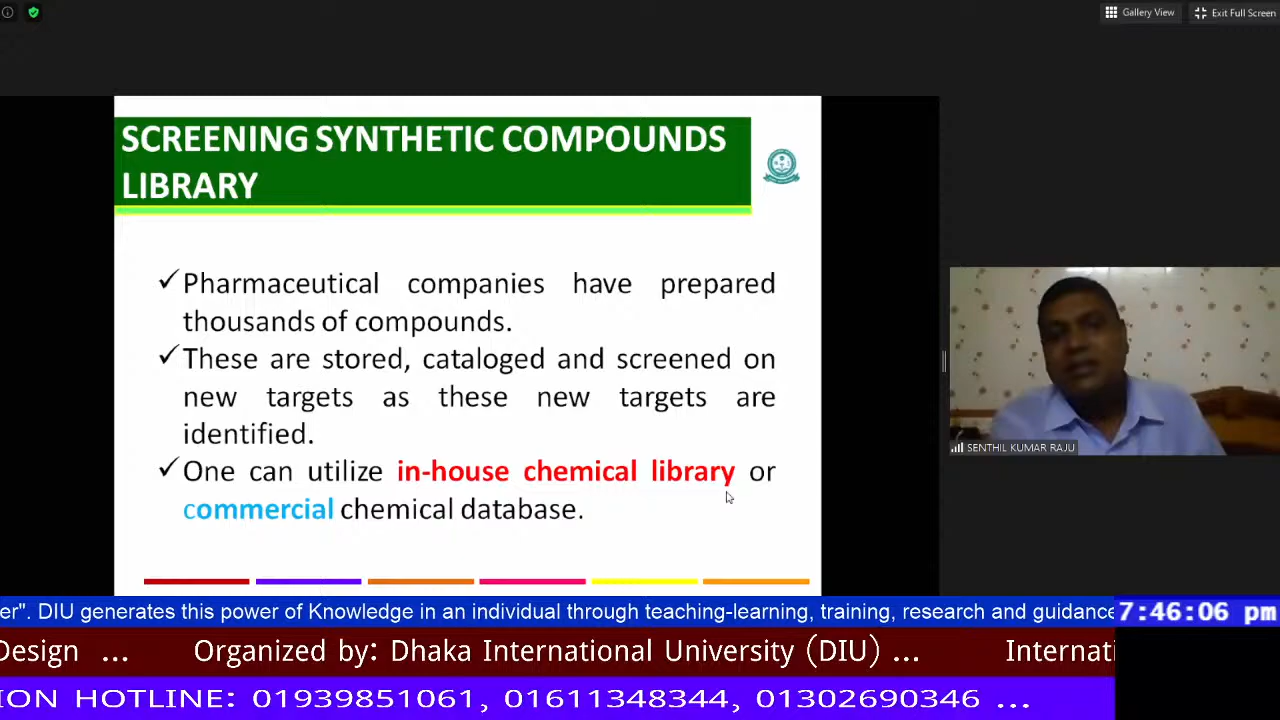 Gallery View
Exit Full Screen
SCREENING SYNTHETIC COMPOUNDS
LIBRARY
✓Pharmaceutical companies have prepared
thousands of compounds.
✓These are stored, cataloged and screened on
new targets as these new targets are
identified.
✓One can utilize in-house chemical library or
commercial chemical database.
SENTHIL KUMAR RAJU
er". DIU generates this power of Knowledge in an individual through teaching-learning, training, research and guidance
7:46:06 pm
Design ... Organized by: Dhaka International University (DIU) ... Internati
ION HOTLINE: 01939851061, 01611348344, 01302690346 ...